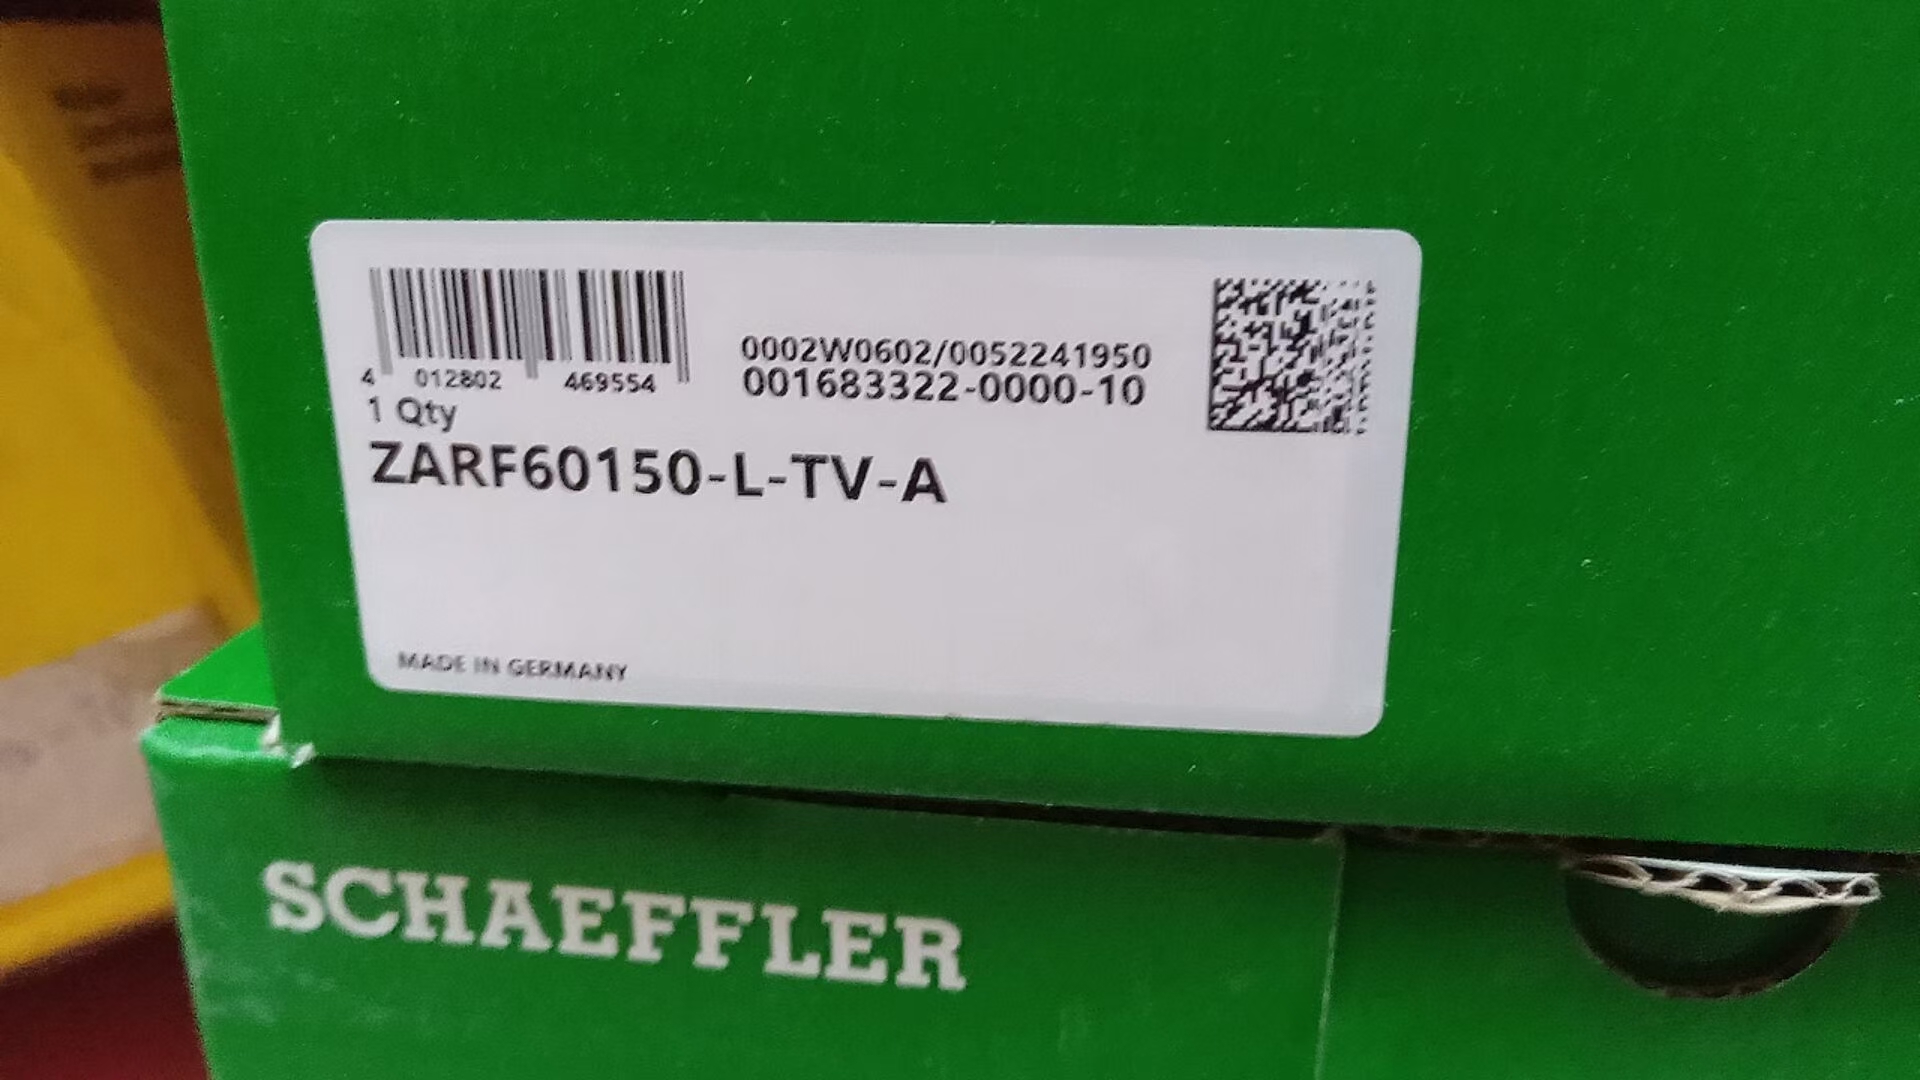 4 012802 469554
0002W0602/0052241950
001683322-0000-10
1 Qty
ZARF60150-L-TV-A
MADE IN GERMANY
SCHAEFFLER